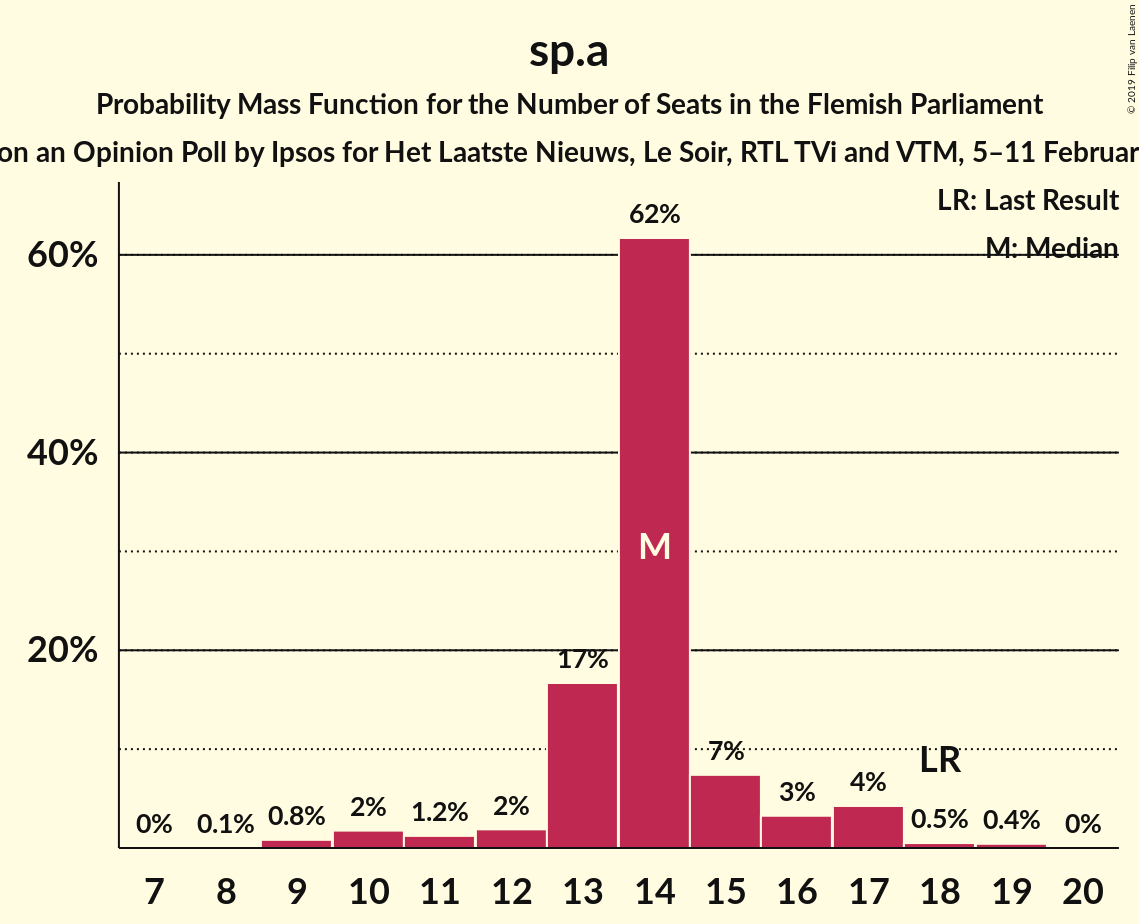 sp.a
Probability Mass Function for the Number of Seats in the Flemish Parliament
on an Opinion Poll by Ipsos for Het Laatste Nieuws, Le Soir, RTL TVi and VTM, 5–11 Februar
© 2019 Filip van Laenen
LR: Last Result
M: Median
62%
60%
40%
M
20%
17%
7%
LR
4%
3%
0% 0.1% 0.8% 2% 1.2% 2% 0.5% 0.4% 0%
7 8 9 10 11 12 13 14 15 16 17 18 19 20